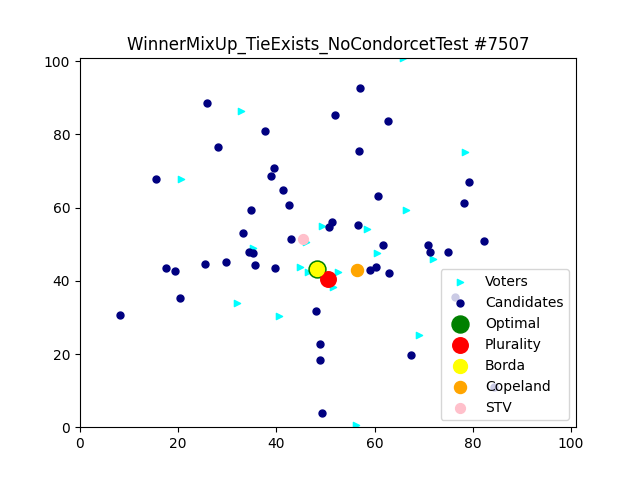 WinnerMixUp_TieExists_NoCondorcetTest #7507
100
80
60
40
20
0
0 20 40 60 80 100
Voters
Candidates
Optimal
Plurality
Borda
Copeland
STV